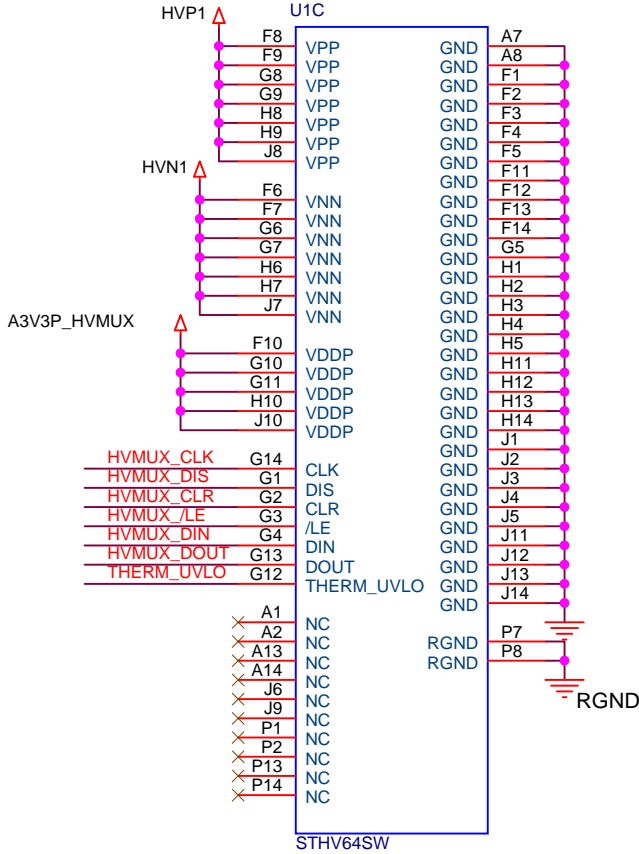 HVP1 U1C
F8 VPP GND A7
F9 VPP GND A8
G8 VPP GND F1
G9 VPP GND F2
H8 VPP GND F3
H9 VPP GND F4
J8 VPP GND F5
HVN1 GND F11
F6 VNN GND F12
F7 VNN GND F13
G6 VNN GND F14
G7 VNN GND G5
H6 VNN GND H1
H7 VNN GND H2
J7 VNN GND H3
A3V3P_HVMUX GND H4
F10 VDDP GND H5
G10 VDDP GND H11
G11 VDDP GND H12
H10 VDDP GND H13
J10 VDDP GND H14
GND J1
HVMUX_CLK G14 CLK GND J2
HVMUX_DIS G1 DIS GND J3
HVMUX_CLR G2 CLR GND J4
HVMUX_/LE G3 /LE GND J5
HVMUX_DIN G4 DIN GND J11
HVMUX_DOUT G13 DOUT GND J12
THERM_UVLO G12 THERM_UVLO GND J13
GND J14
A1 NC
A2 NC RGND P7
A13 NC RGND P8
A14 NC
J6 NC RGND
J9 NC
P1 NC
P2 NC
P13 NC
P14 NC
STHV64SW